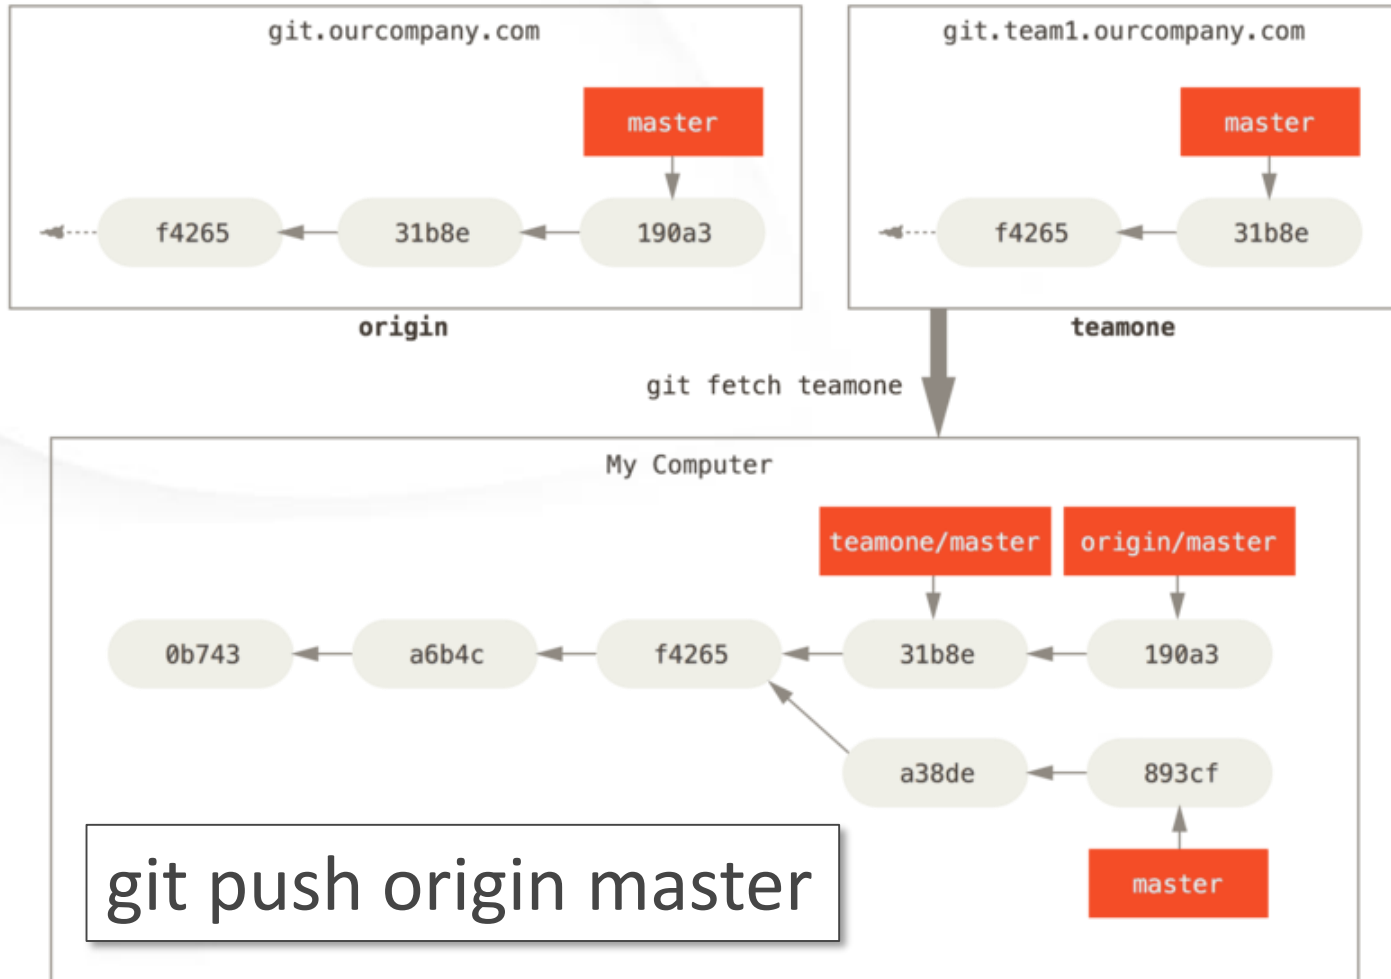 git.ourcompany.com
master
f4265
31b8e
190a3
origin
git.team1.ourcompany.com
master
f4265
31b8e
teamone
git fetch teamone
My Computer
teamone/master
origin/master
0b743
a6b4c
f4265
31b8e
190a3
a38de
893cf
master
git push origin master